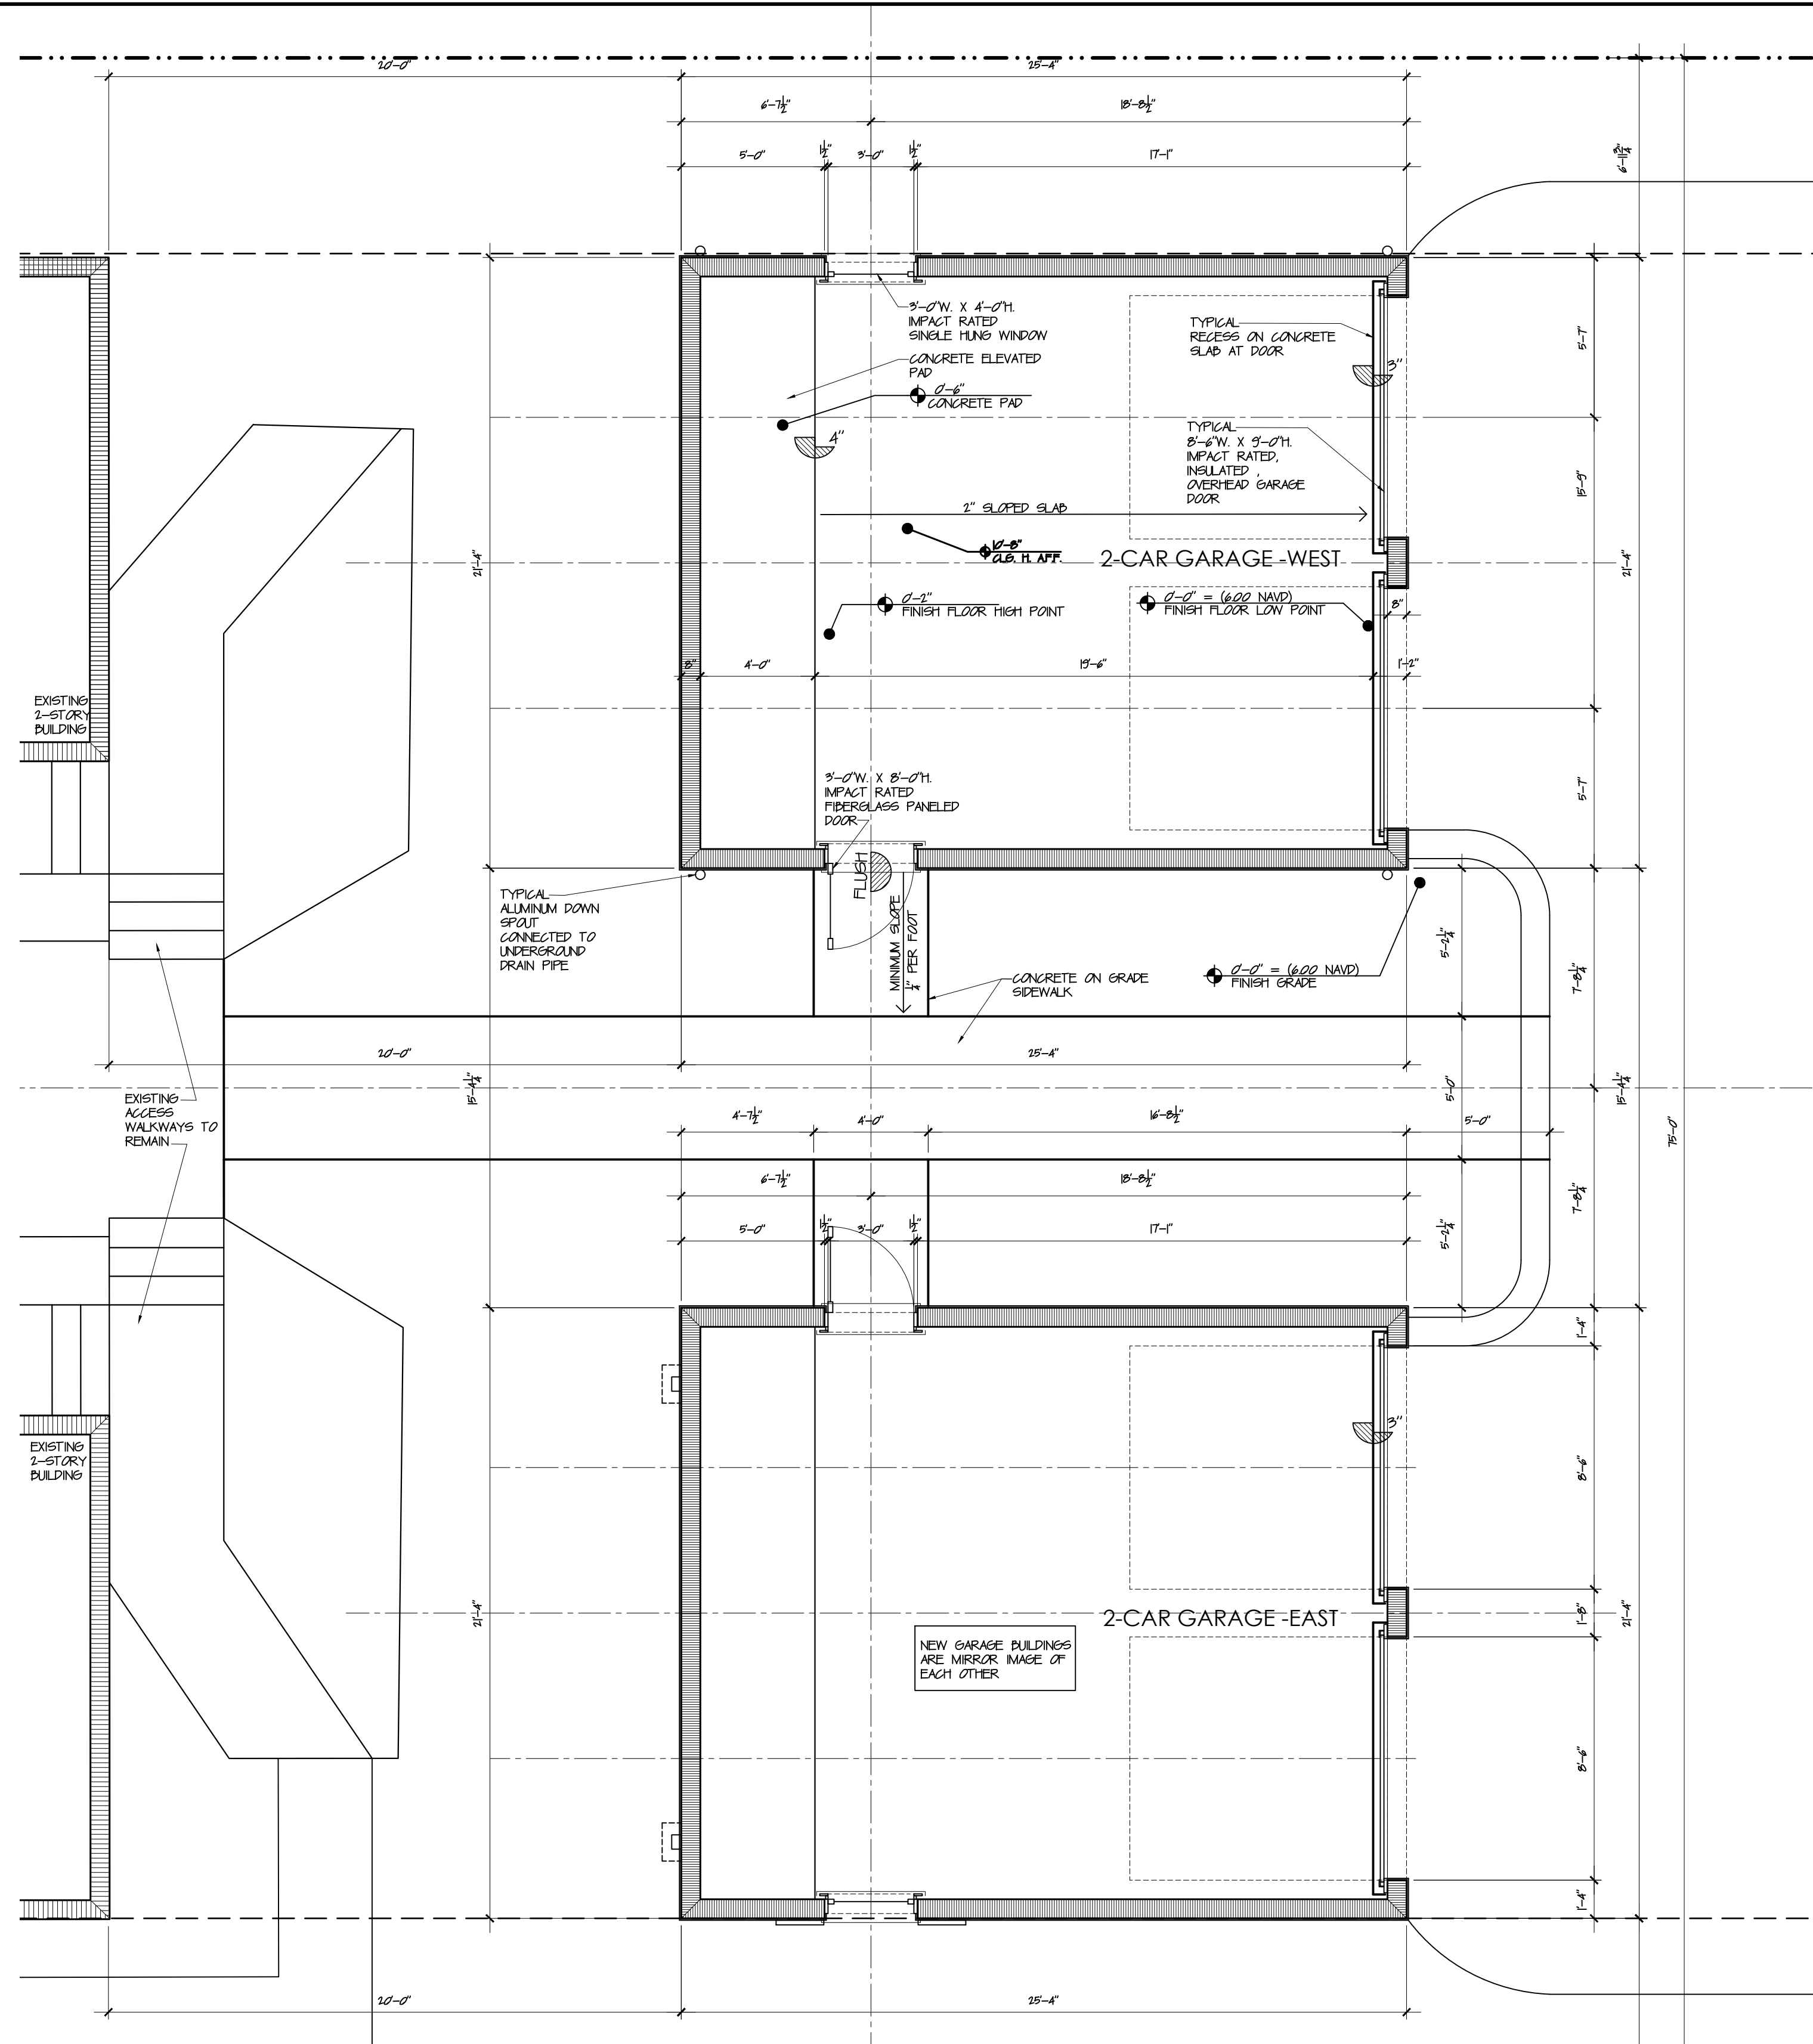 20'-0"
25'-4"
6'-7½"
18'-8½"
5'-0"
1½"
3'-0"
1½"
17'-1"
6'-11¾"
3'-0"W. X 4'-0"H.
IMPACT RATED
SINGLE HUNG WINDOW
CONCRETE ELEVATED
PAD
0'-6"
CONCRETE PAD
4"
TYPICAL
RECESS ON CONCRETE
SLAB AT DOOR
3"
5'-7"
TYPICAL
8'-6"W. X 9'-0"H.
IMPACT RATED,
INSULATED ,
OVERHEAD GARAGE
DOOR
15'-9"
2" SLOPED SLAB
10'-8"
CLG. H. AFF.
2-CAR GARAGE -WEST
21'-4"
21'-4"
0'-2"
FINISH FLOOR HIGH POINT
0'-0" = (6.00 NAVD)
FINISH FLOOR LOW POINT
8"
8"
4'-0"
19'-6"
1'-2"
EXISTING
2-STORY
BUILDING
5'-7"
3'-0"W. X 8'-0"H.
IMPACT RATED
FIBERGLASS PANELED
DOOR
FLUSH
MINIMUM SLOPE
¼" PER FOOT
TYPICAL
ALUMINUM DOWN
SPOUT
CONNECTED TO
UNDERGROUND
DRAIN PIPE
CONCRETE ON GRADE
SIDEWALK
0'-0" = (6.00 NAVD)
FINISH GRADE
5'-2¼"
7'-8¼"
20'-0"
25'-4"
15'-4¼"
5'-0"
15'-4¼"
75'-0"
EXISTING
ACCESS
WALKWAYS TO
REMAIN
4'-7½"
4'-0"
16'-8½"
5'-0"
6'-7½"
18'-8½"
7'-8¼"
5'-0"
1½"
3'-0"
1½"
17'-1"
5'-2¼"
1'-4"
3"
EXISTING
2-STORY
BUILDING
8'-6"
21'-4"
2-CAR GARAGE -EAST
1'-8"
21'-4"
NEW GARAGE BUILDINGS
ARE MIRROR IMAGE OF
EACH OTHER
8'-6"
1'-4"
20'-0"
25'-4"